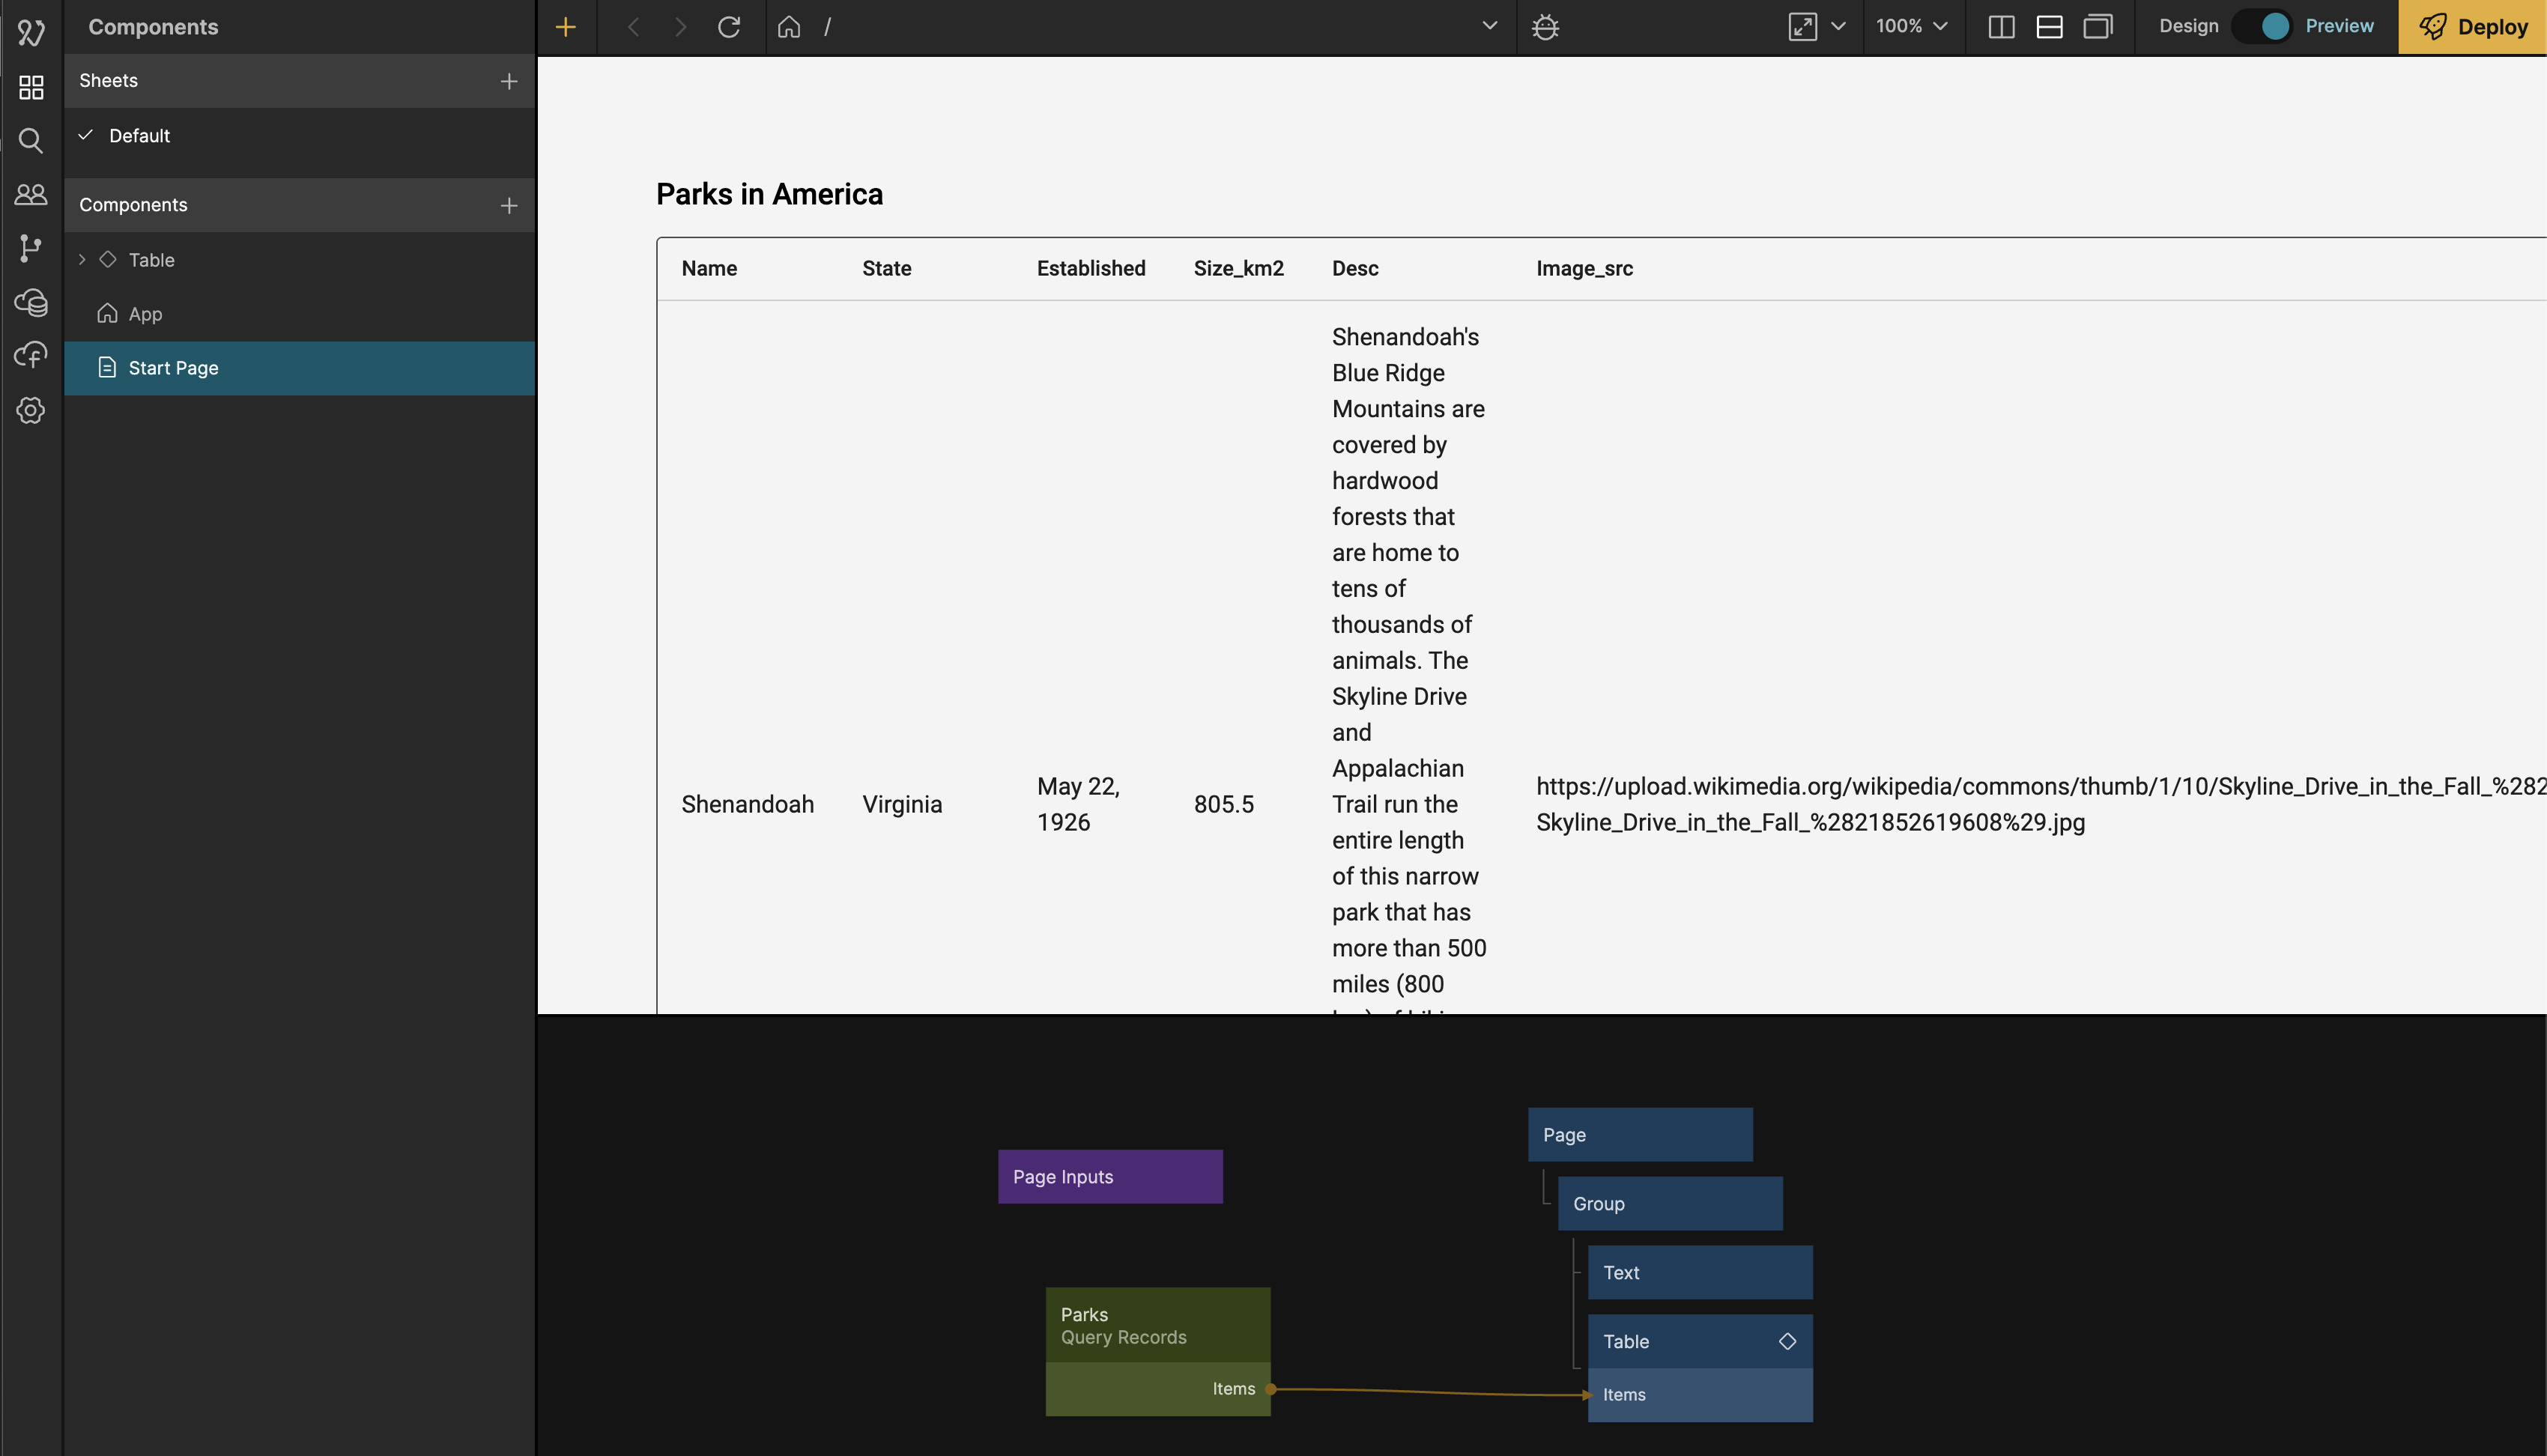 Components
/
100%
Design
Preview
Deploy
Sheets
Default
Components
Table
App
Start Page
Parks in America
Name
State
Established
Size_km2
Desc
Image_src
Shenandoah
Virginia
May 22,
1926
805.5
Shenandoah's
Blue Ridge
Mountains are
covered by
hardwood
forests that
are home to
tens of
thousands of
animals. The
Skyline Drive
and
Appalachian
Trail run the
entire length
of this narrow
park that has
more than 500
miles (800
https://upload.wikimedia.org/wikipedia/commons/thumb/1/10/Skyline_Drive_in_the_Fall_%282
Skyline_Drive_in_the_Fall_%2821852619608%29.jpg
Page Inputs
Parks
Query Records
Items
Page
Group
Text
Table
Items